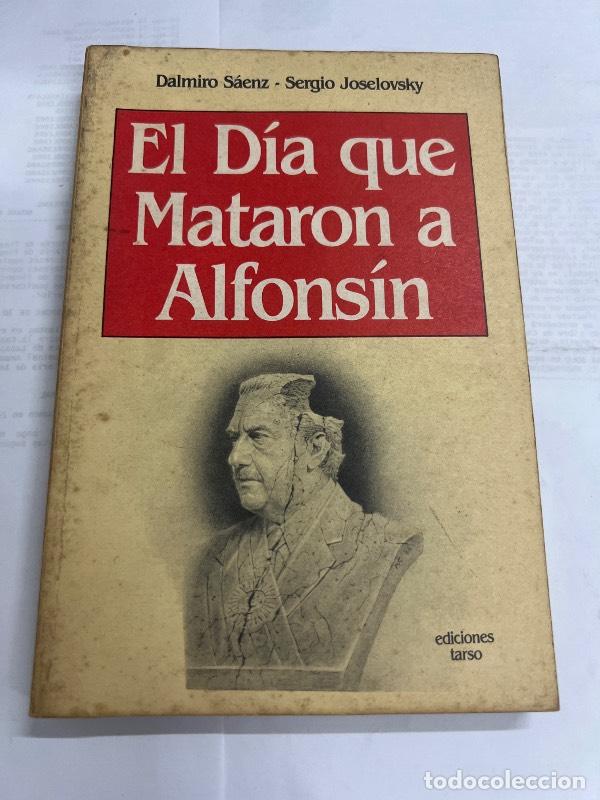 Dalmiro Sáenz - Sergio Joselovsky
El Día que
Mataron a
Alfonsín
ediciones
tarso
todocoleccion